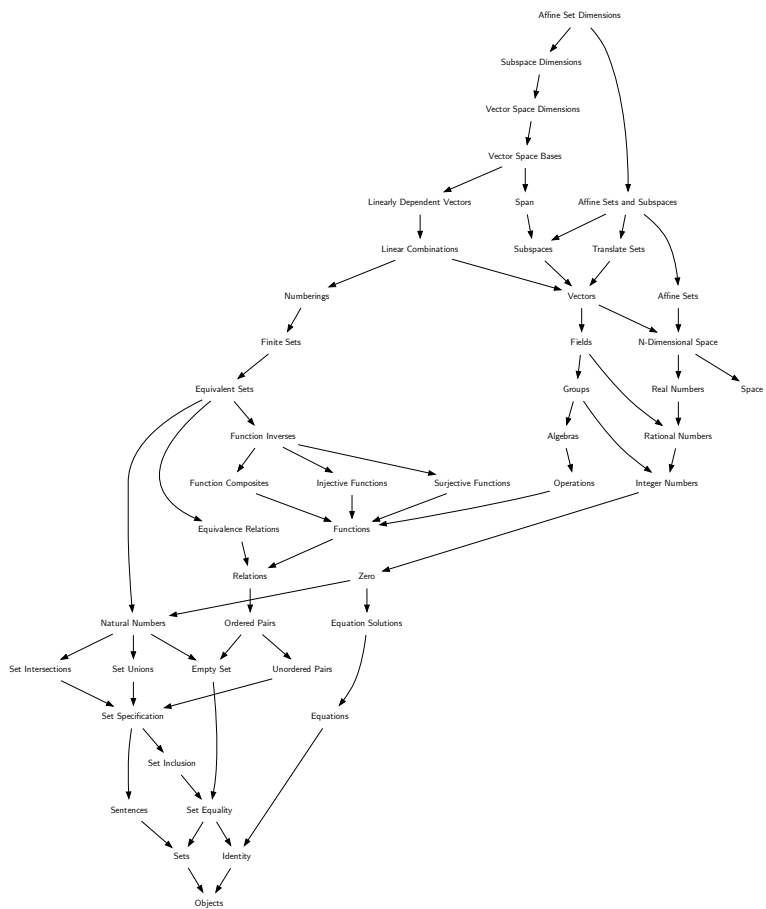 Affine Set Dimensions
Subspace Dimensions
Vector Space Dimensions
Vector Space Bases
Linearly Dependent Vectors
Span
Affine Sets and Subspaces
Linear Combinations
Subspaces
Translate Sets
Numberings
Vectors
Affine Sets
Finite Sets
Fields
N-Dimensional Space
Equivalent Sets
Groups
Real Numbers
Space
Function Inverses
Algebras
Rational Numbers
Function Composites
Injective Functions
Surjective Functions
Operations
Integer Numbers
Equivalence Relations
Functions
Relations
Zero
Natural Numbers
Ordered Pairs
Equation Solutions
Set Intersections
Set Unions
Empty Set
Unordered Pairs
Set Specification
Equations
Set Inclusion
Sentences
Set Equality
Sets
Identity
Objects